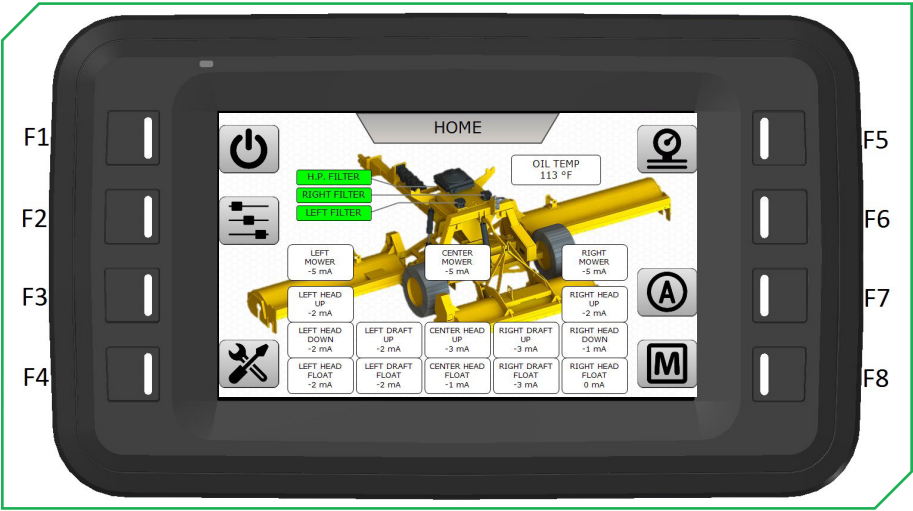 HOME
F1
F5
OIL TEMP
113 °F
H.P. FILTER
RIGHT FILTER
LEFT FILTER
F2
F6
LEFT
MOWER
-5 mA
CENTER
MOWER
-5 mA
RIGHT
MOWER
-5 mA
F3
LEFT HEAD
UP
-2 mA
RIGHT HEAD
UP
-2 mA
A
F7
LEFT HEAD
DOWN
-2 mA
LEFT DRAFT
UP
-2 mA
CENTER HEAD
UP
-3 mA
RIGHT DRAFT
UP
-3 mA
RIGHT HEAD
DOWN
-1 mA
F4
LEFT HEAD
FLOAT
-2 mA
LEFT DRAFT
FLOAT
-2 mA
CENTER HEAD
FLOAT
-1 mA
RIGHT DRAFT
FLOAT
-3 mA
RIGHT HEAD
FLOAT
0 mA
M
F8